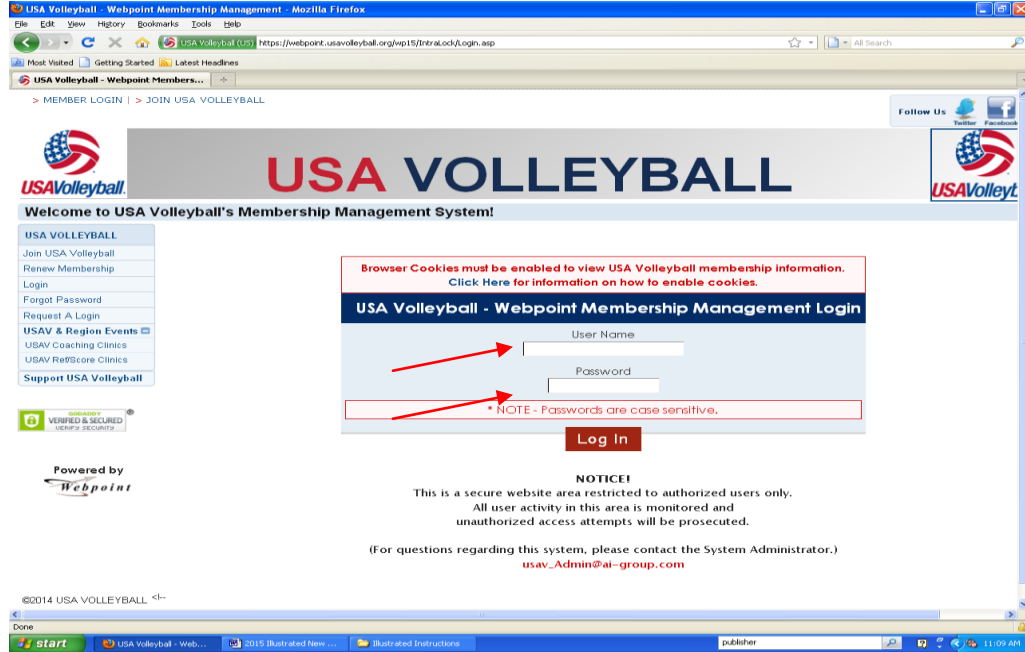 USA Volleyball - Webpoint Membership Management - Mozilla Firefox
File Edit View History Bookmarks Tools Help
USA Volleyball (US) https://webpoint.usavolleyball.org/wp15/IntraLock/Login.asp
All Search
Most Visited Getting Started Latest Headlines
USA Volleyball - Webpoint Members...
> MEMBER LOGIN | > JOIN USA VOLLEYBALL
Follow Us
Twitter Facebook
USAVolleyball.
USA VOLLEYBALL
USAVolleyb
Welcome to USA Volleyball's Membership Management System!
USA VOLLEYBALL
Join USA Volleyball
Renew Membership
Login
Forgot Password
Request A Login
USAV & Region Events
USAV Coaching Clinics
USAV Ref/Score Clinics
Support USA Volleyball
GODADDY
VERIFIED & SECURED
VERIFY SECURITY
Powered by
Webpoint
Browser Cookies must be enabled to view USA Volleyball membership information.
Click Here for information on how to enable cookies.
USA Volleyball - Webpoint Membership Management Login
User Name
Password
* NOTE - Passwords are case sensitive.
Log In
NOTICE!
This is a secure website area restricted to authorized users only.
All user activity in this area is monitored and
unauthorized access attempts will be prosecuted.
(For questions regarding this system, please contact the System Administrator.)
usav_Admin@ai-group.com
©2014 USA VOLLEYBALL <!--
Done
start USA Volleyball - Web... 2015 Illustrated New ... Illustrated Instructions publisher 11:09 AM